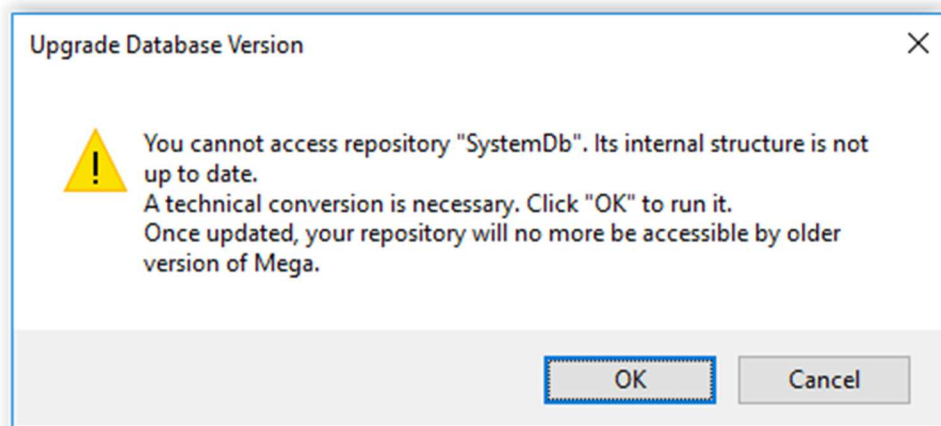 Upgrade Database Version
You cannot access repository "SystemDb". Its internal structure is not
up to date.
A technical conversion is necessary. Click "OK" to run it.
Once updated, your repository will no more be accessible by older
version of Mega.
OK Cancel